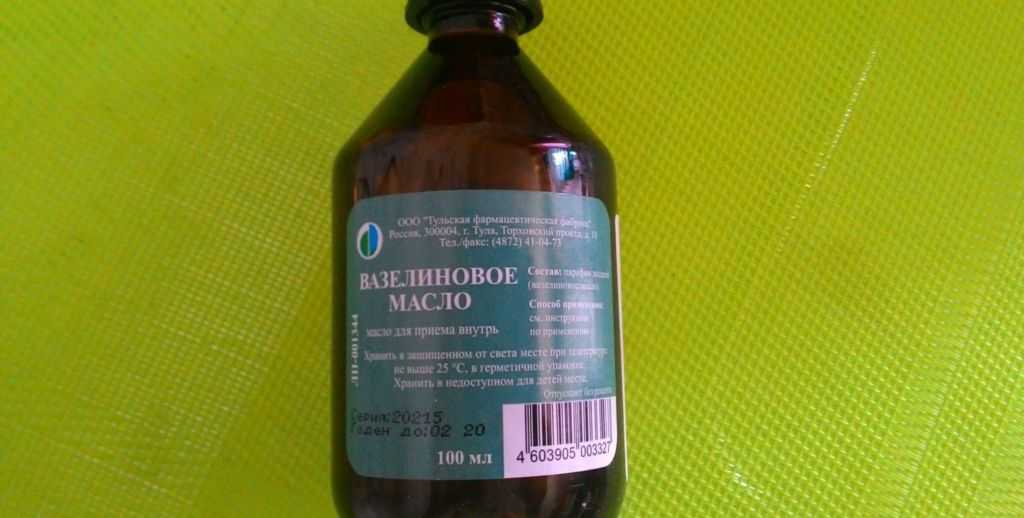 ООО "Тульская фармацевтическая фабрика"
Россия, 300004, г. Тула, Торховский проезд, д. 10
Тел./факс: (4872) 41-04-73
ВАЗЕЛИНОВОЕ
МАСЛО
масло для приема внутрь
Состав: парафин жидкий
(вазелиновое масло)
Способ применения:
см. инструкцию
по применению
ЛП-001344
Хранить в защищенном от света месте при температуре
не выше 25 °С, в герметичной упаковке.
Хранить в недоступном для детей месте.
Отпускают без рецепта
Серия:20215
Годен до:02 20
100 мл
4 603905 003327